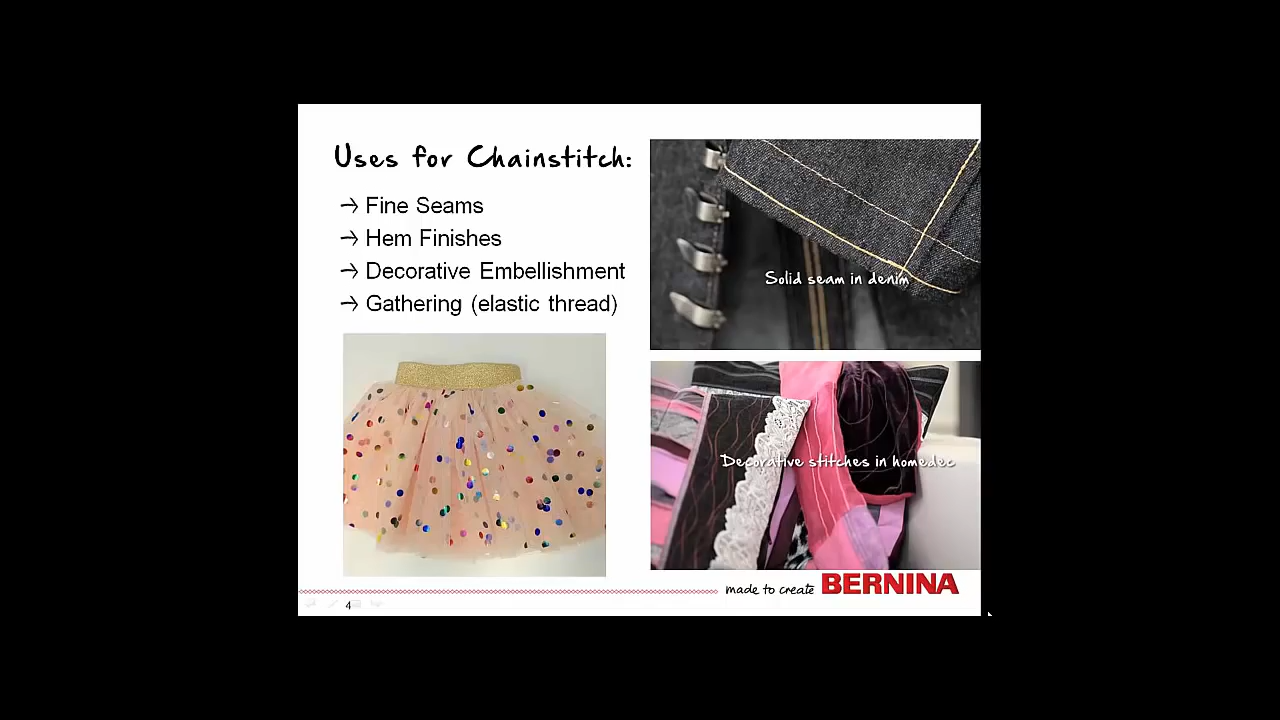 Uses for Chainstitch:
→ Fine Seams
→ Hem Finishes
→ Decorative Embellishment
→ Gathering (elastic thread)
Solid seam in denim
Decorative stitches in homedec
made to create BERNINA
4